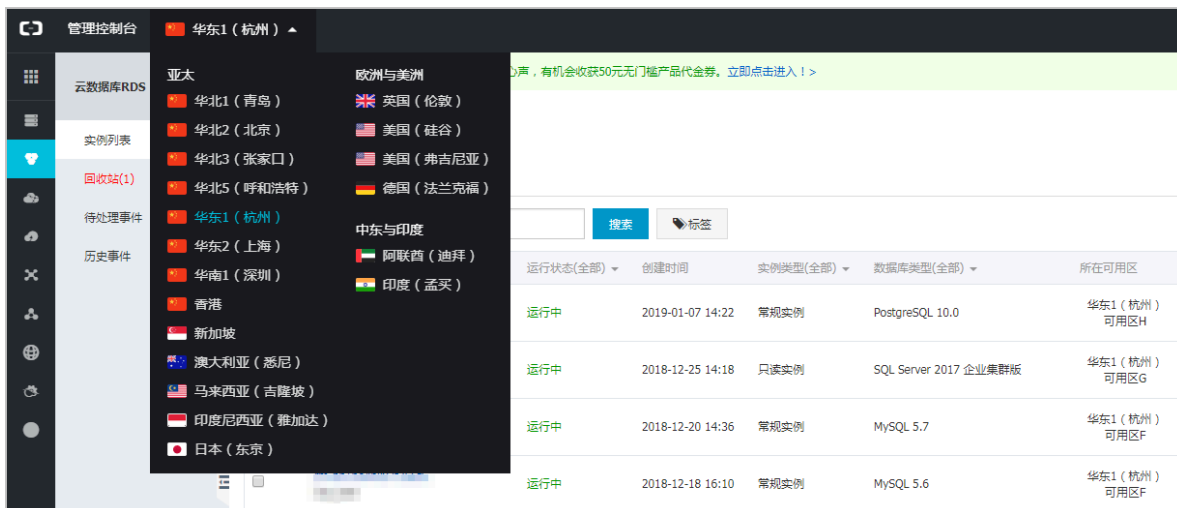 管理控制台
华东1 ( 杭州 )
云数据库RDS
实例列表
回收站(1)
待处理事件
历史事件
亚太
华北1 ( 青岛 )
华北2 ( 北京 )
华北3 ( 张家口 )
华北5 ( 呼和浩特 )
华东1 ( 杭州 )
华东2 ( 上海 )
华南1 ( 深圳 )
香港
新加坡
澳大利亚 ( 悉尼 )
马来西亚 ( 吉隆坡 )
印度尼西亚 ( 雅加达 )
日本 ( 东京 )
欧洲与美洲
英国 ( 伦敦 )
美国 ( 硅谷 )
美国 ( 弗吉尼亚 )
德国 ( 法兰克福 )
中东与印度
阿联酋 ( 迪拜 )
印度 ( 孟买 )
心声，有机会收获50元无门槛产品代金券。立即点击进入！>
搜索 标签
运行状态(全部) 创建时间 实例类型(全部) 数据库类型(全部) 所在可用区
运行中 2019-01-07 14:22 常规实例 PostgreSQL 10.0 华东1 ( 杭州 )
可用区H
运行中 2018-12-25 14:18 只读实例 SQL Server 2017 企业集群版 华东1 ( 杭州 )
可用区G
运行中 2018-12-20 14:36 常规实例 MySQL 5.7 华东1 ( 杭州 )
可用区F
运行中 2018-12-18 16:10 常规实例 MySQL 5.6 华东1 ( 杭州 )
可用区F